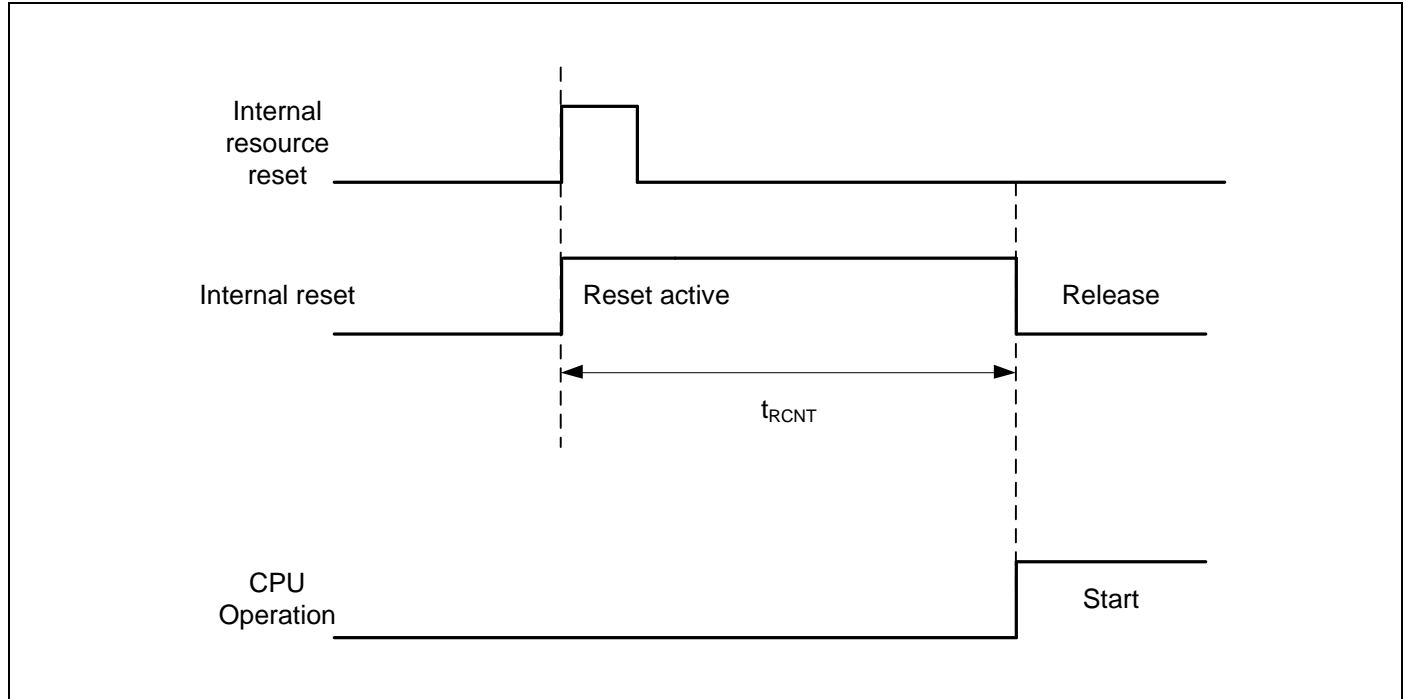 Internal
resource
reset
Internal reset
Reset active
Release
tRCNT
CPU
Operation
Start